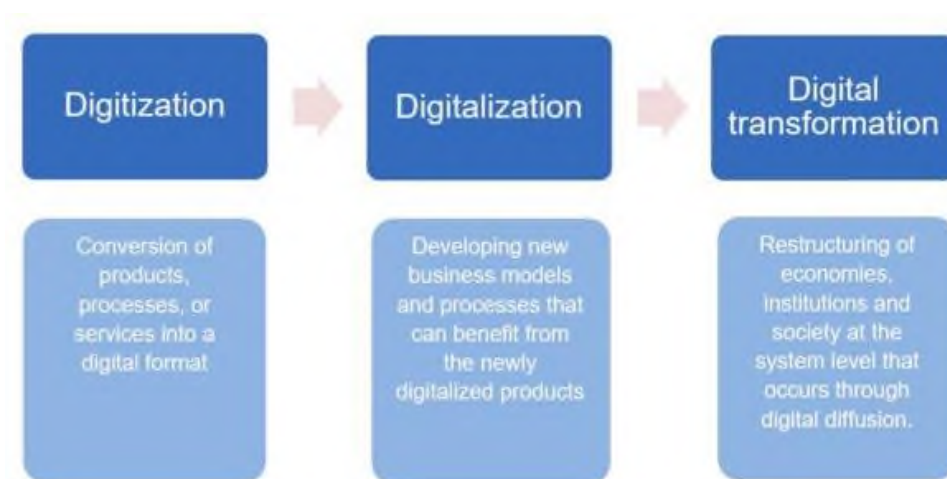 Digitization
Digitalization
Digital
transformation
Conversion of
products,
processes, or
services into a
digital format
Developing new
business models
and processes that
can benefit from
the newly
digitalized products
Restructuring of
economies,
institutions and
society at the
system level that
occurs through
digital diffusion.